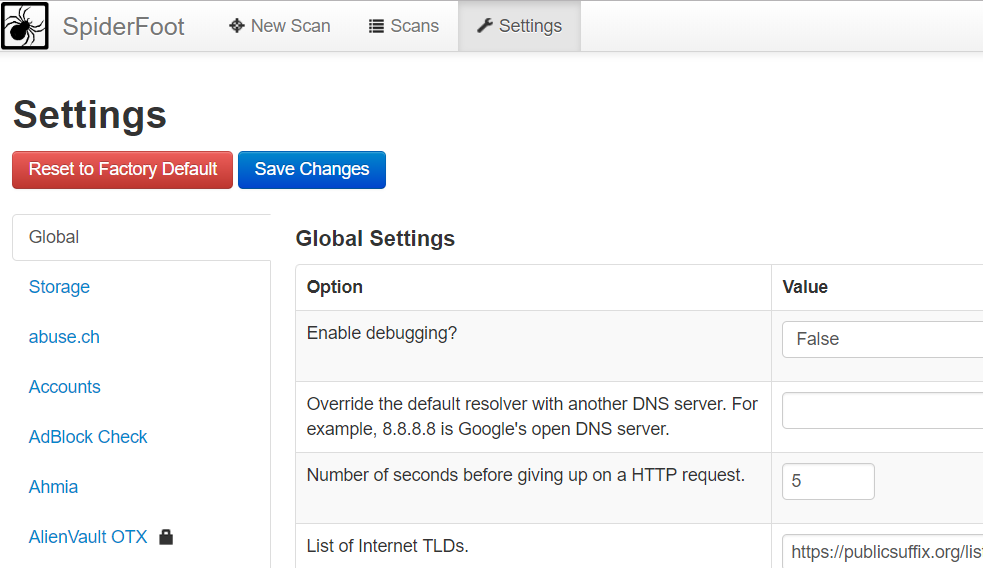 SpiderFoot
New Scan
Scans
Settings
Settings
Reset to Factory Default
Save Changes
Global
Storage
abuse.ch
Accounts
AdBlock Check
Ahmia
AlienVault OTX
Global Settings
Option
Value
Enable debugging?
False
Override the default resolver with another DNS server. For
example, 8.8.8.8 is Google's open DNS server.
Number of seconds before giving up on a HTTP request.
5
List of Internet TLDs.
https://publicsuffix.org/lis